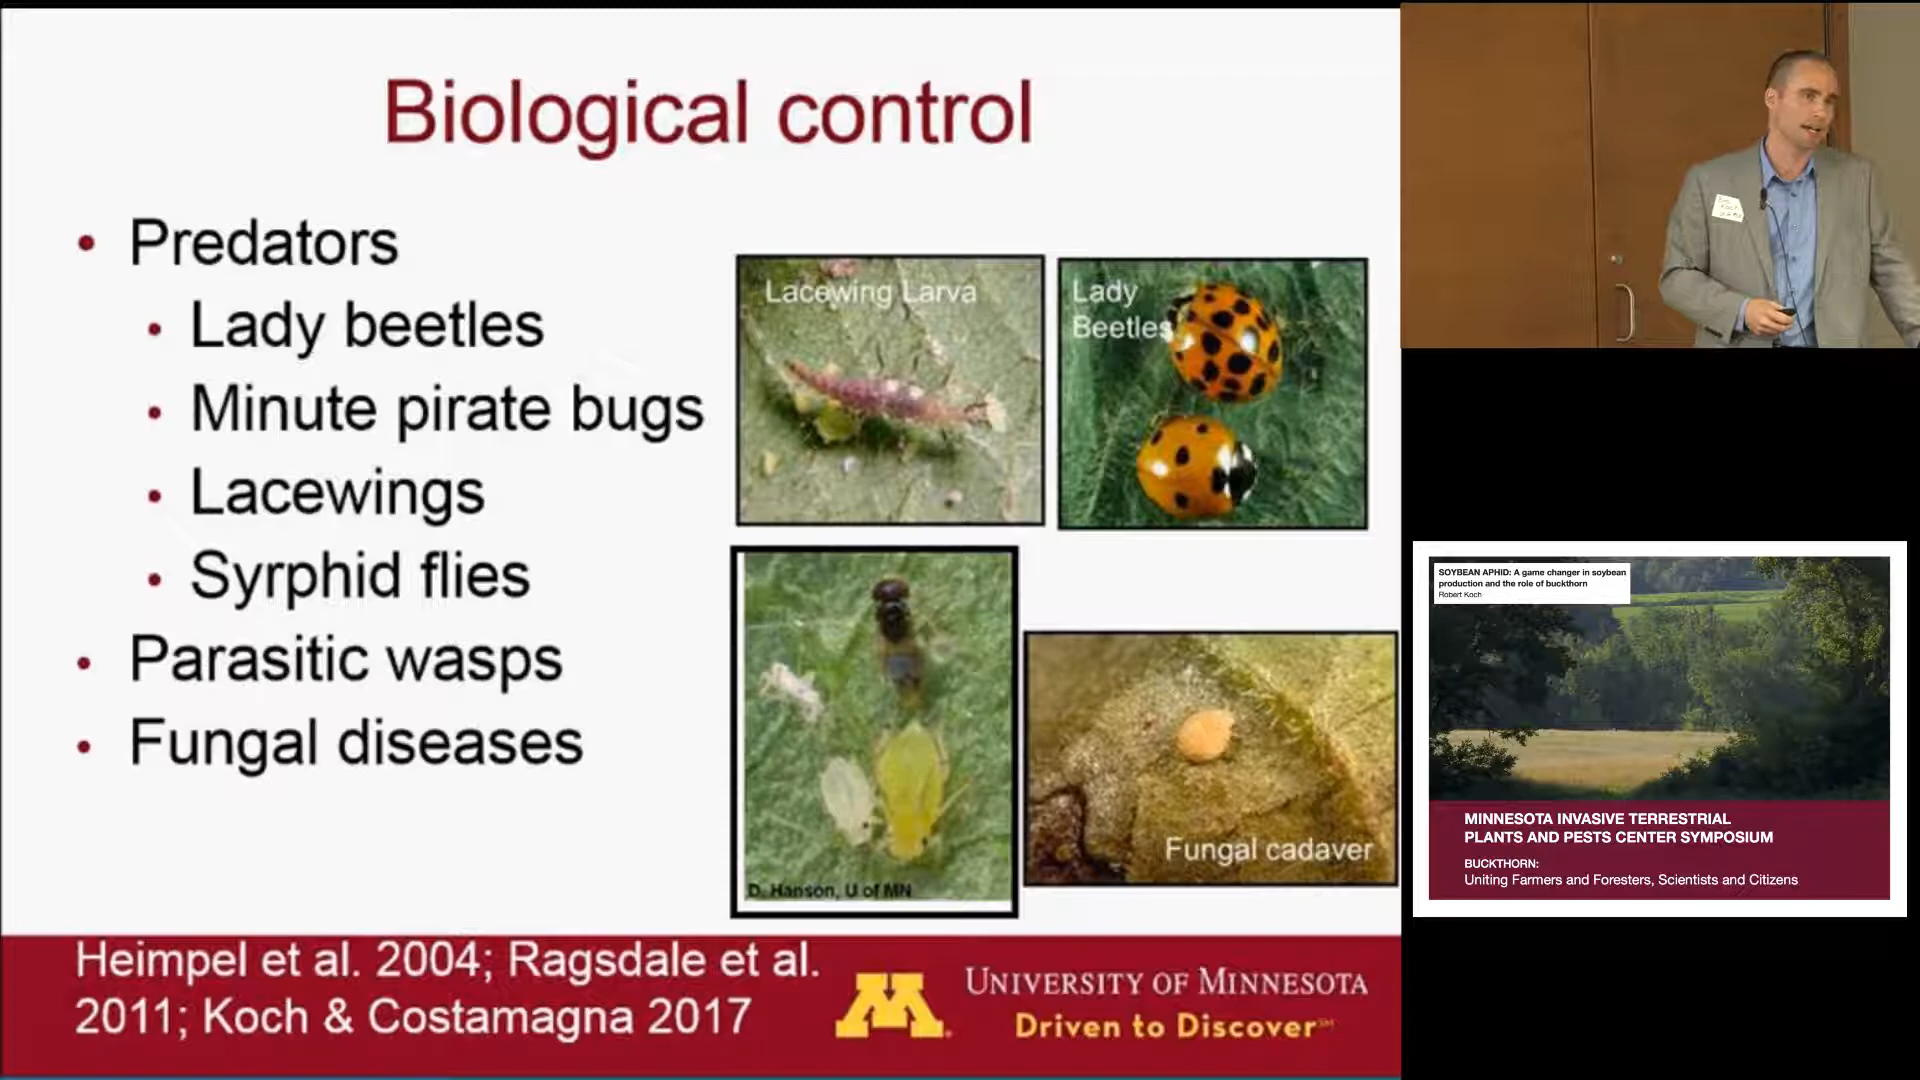 Biological control
• Predators
• Lady beetles
• Minute pirate bugs
• Lacewings
• Syrphid flies
• Parasitic wasps
• Fungal diseases
Lacewing Larva
Lady
Beetles
D. Hanson, U of MN
Fungal cadaver
Heimpel et al. 2004; Ragsdale et al.
2011; Koch & Costamagna 2017
UNIVERSITY OF MINNESOTA
Driven to Discover℠
SOYBEAN APHID: A game changer in soybean
production and the role of buckthorn
Robert Koch
MINNESOTA INVASIVE TERRESTRIAL
PLANTS AND PESTS CENTER SYMPOSIUM
BUCKTHORN:
Uniting Farmers and Foresters, Scientists and Citizens